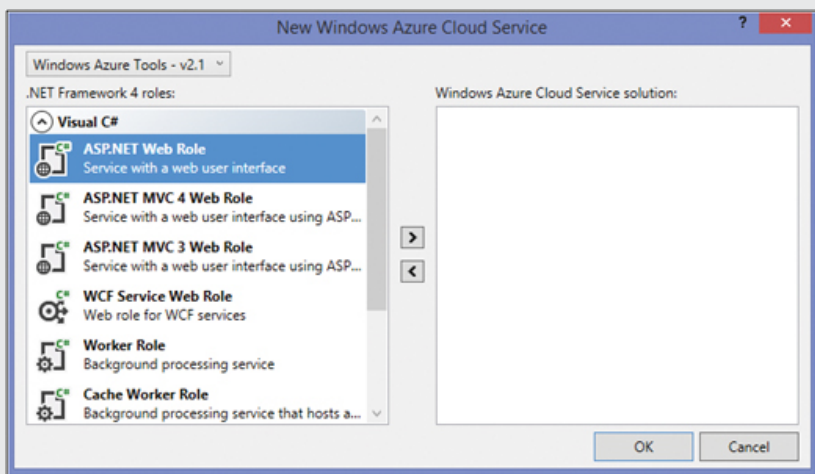 New Windows Azure Cloud Service
Windows Azure Tools - v2.1
.NET Framework 4 roles:
Windows Azure Cloud Service solution:
Visual C#
ASP.NET Web Role
Service with a web user interface
ASP.NET MVC 4 Web Role
Service with a web user interface using ASP...
ASP.NET MVC 3 Web Role
Service with a web user interface using ASP...
WCF Service Web Role
Web role for WCF services
Worker Role
Background processing service
Cache Worker Role
Background processing service that hosts a...
OK
Cancel